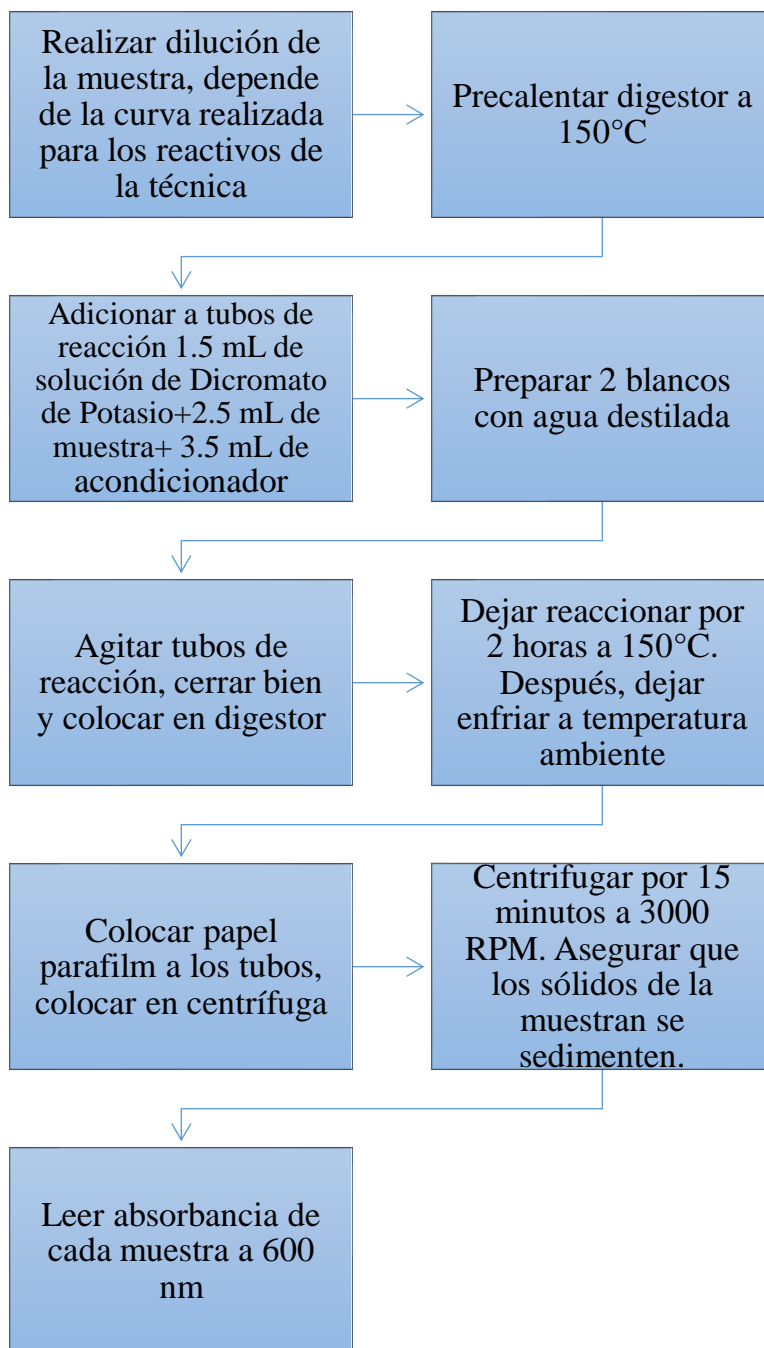 Realizar dilución de
la muestra, depende
de la curva realizada
para los reactivos de
la técnica
Precalentar digestor a
150°C
Adicionar a tubos de
reacción 1.5 mL de
solución de Dicromato
de Potasio+2.5 mL de
muestra+ 3.5 mL de
acondicionador
Preparar 2 blancos
con agua destilada
Agitar tubos de
reacción, cerrar bien
y colocar en digestor
Dejar reaccionar por
2 horas a 150°C.
Después, dejar
enfriar a temperatura
ambiente
Colocar papel
parafilm a los tubos,
colocar en centrífuga
Centrifugar por 15
minutos a 3000
RPM. Asegurar que
los sólidos de la
muestran se
sedimenten.
Leer absorbancia de
cada muestra a 600
nm